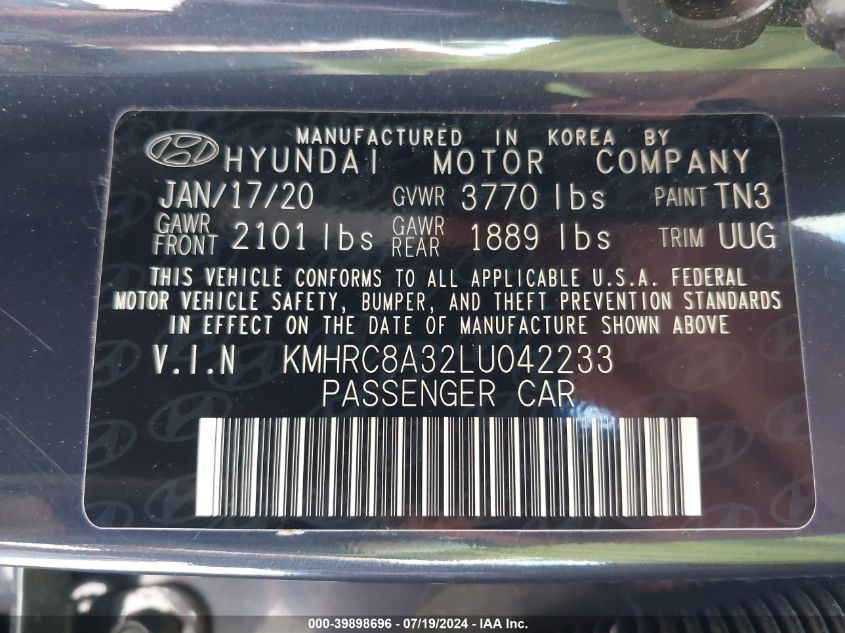 MANUFACTURED IN KOREA BY
HYUNDAI MOTOR COMPANY
JAN/17/20 GVWR 3770 lbs PAINT TN3
GAWR FRONT 2101 lbs GAWR REAR 1889 lbs TRIM UUG
THIS VEHICLE CONFORMS TO ALL APPLICABLE U.S.A. FEDERAL
MOTOR VEHICLE SAFETY, BUMPER, AND THEFT PREVENTION STANDARDS
IN EFFECT ON THE DATE OF MANUFACTURE SHOWN ABOVE
V.I.N KMHRC8A32LU042233
PASSENGER CAR
000-39898696 / 07/19/2024 - IAA Inc.